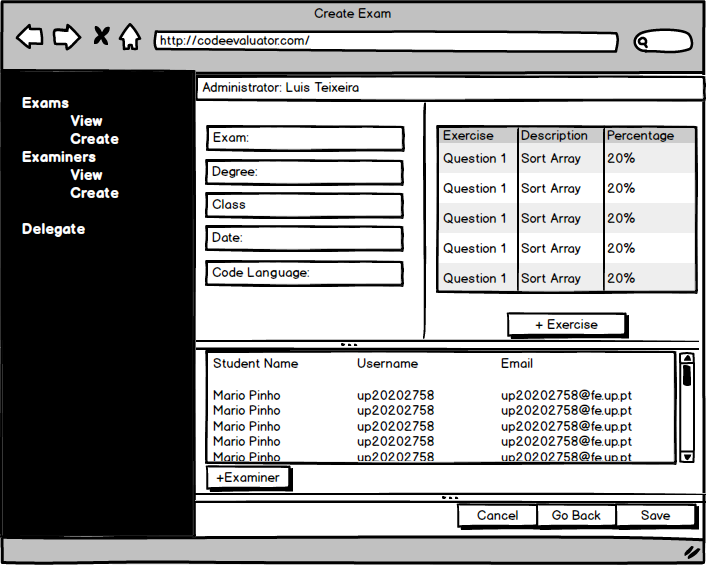 Create Exam
http://codeevaluator.com/
Administrator: Luis Teixeira
Exams
View
Create
Examiners
View
Create
Delegate
Exam:
Degree:
Class
Date:
Code Language:
Exercise Description Percentage
Question 1 Sort Array 20%
Question 1 Sort Array 20%
Question 1 Sort Array 20%
Question 1 Sort Array 20%
Question 1 Sort Array 20%
+ Exercise
Student Name Username Email
Mario Pinho up20202758 up20202758@fe.up.pt
Mario Pinho up20202758 up20202758@fe.up.pt
Mario Pinho up20202758 up20202758@fe.up.pt
Mario Pinho up20202758 up20202758@fe.up.pt
Mario Pinho up20202758 up20202758@fe.up.pt
+Examiner
Cancel Go Back Save